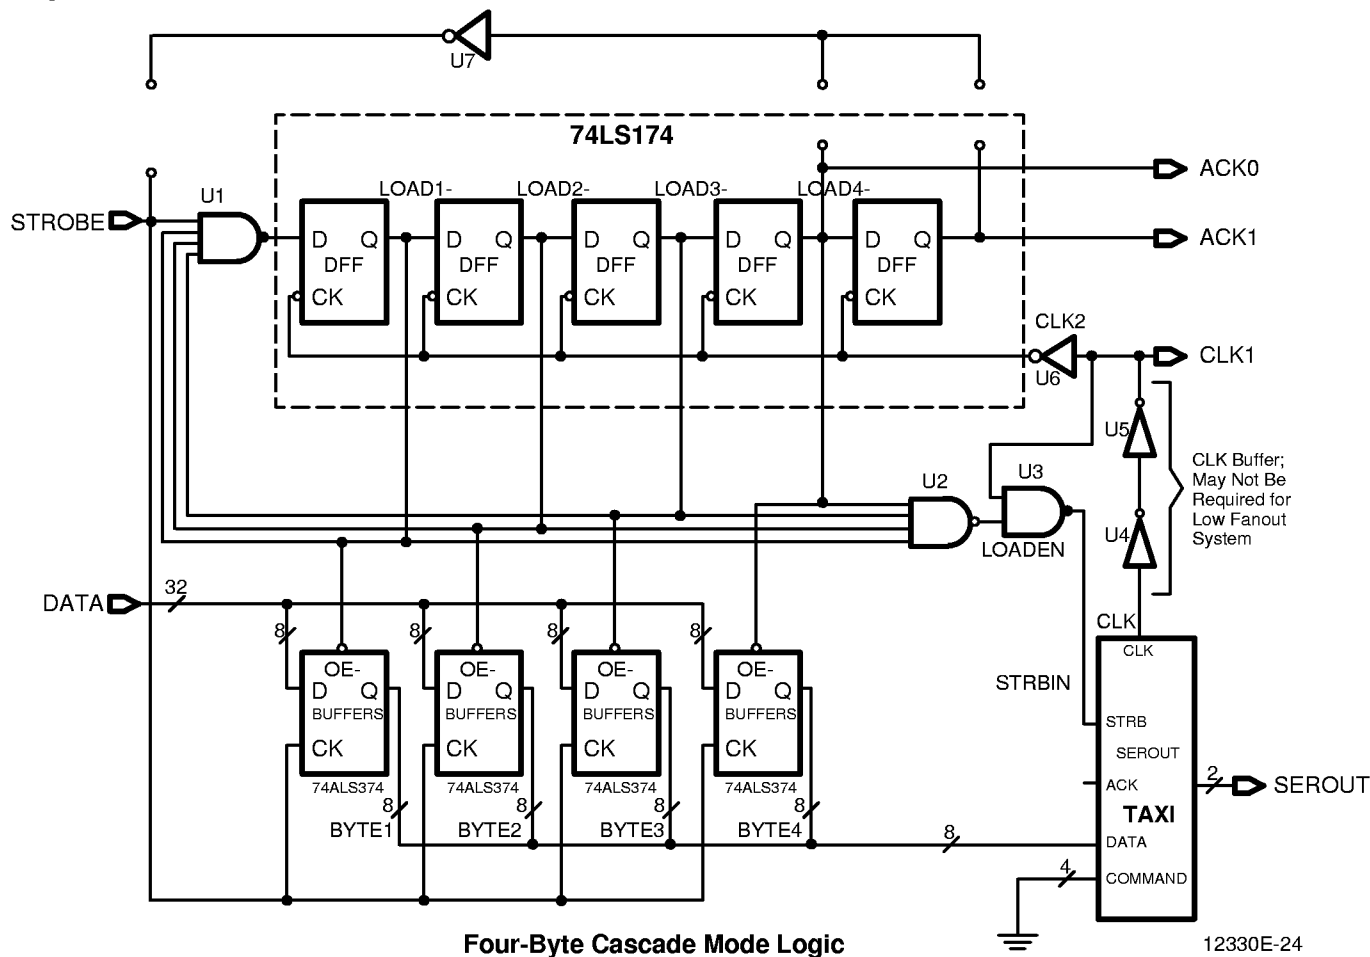 U7
74LS174
ACK0
U1
LOAD1-
LOAD2-
LOAD3-
LOAD4-
STROBE
D Q
DFF
CK
D Q
DFF
CK
D Q
DFF
CK
D Q
DFF
CK
D Q
DFF
CK
ACK1
CLK2
U6
CLK1
U5
CLK Buffer;
May Not Be
Required for
Low Fanout
System
U4
U2
U3
LOADEN
DATA
32
8
8
8
8
CLK
OE-
D Q
BUFFERS
CK
74ALS374
OE-
D Q
BUFFERS
CK
74ALS374
OE-
D Q
BUFFERS
CK
74ALS374
OE-
D Q
BUFFERS
CK
74ALS374
8
BYTE1
8
BYTE2
8
BYTE3
8
BYTE4
STRBIN
CLK
STRB
SEROUT
ACK
TAXI
DATA
COMMAND
2
SEROUT
8
4
Four-Byte Cascade Mode Logic
12330E-24